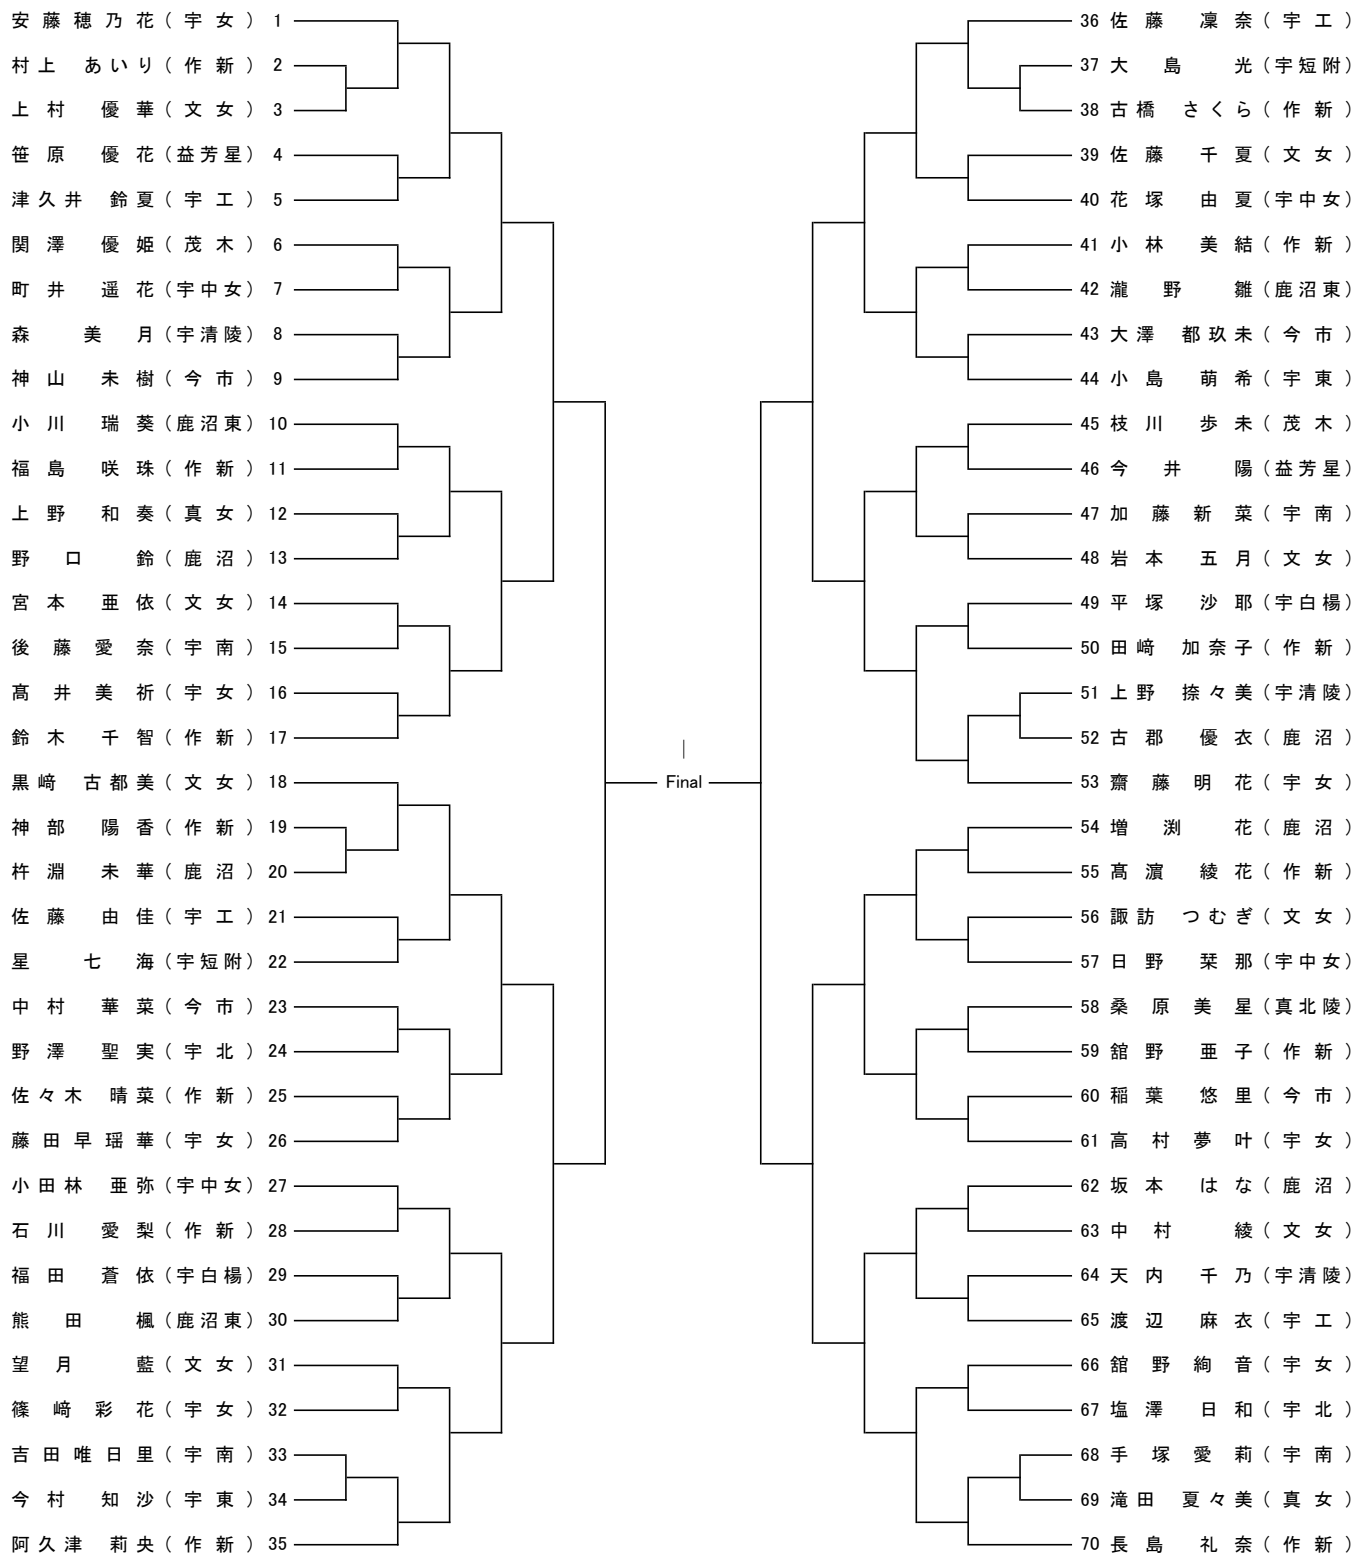 安藤穂乃花(宇女) 1
村上 あいり(作新) 2
上村 優華(文女) 3
笹原 優花(益芳星) 4
津久井 鈴夏(宇工) 5
関澤 優姫(茂木) 6
町井 遥花(宇中女) 7
森 美月(宇清陵) 8
神山 未樹(今市) 9
小川 瑞葵(鹿沼東) 10
福島 咲珠(作新) 11
上野 和奏(真女) 12
野口 鈴(鹿沼) 13
宮本 亜依(文女) 14
後藤愛奈(宇南) 15
髙井美祈(宇女) 16
鈴木 千智(作新) 17
黒﨑 古都美(文女) 18
神部 陽香(作新) 19
杵淵 未華(鹿沼) 20
佐藤 由佳(宇工) 21
星 七海(宇短附) 22
中村 華菜(今市) 23
野澤 聖実(宇北) 24
佐々木 晴菜(作新) 25
藤田早瑶華(宇女) 26
小田林 亜弥(宇中女) 27
石川 愛梨(作新) 28
福田 蒼依(宇白楊) 29
熊田 楓(鹿沼東) 30
望月 藍(文女) 31
篠﨑彩花(宇女) 32
吉田唯日里(宇南) 33
今村 知沙(宇東) 34
阿久津 莉央(作新) 35
Final
36 佐藤 凜奈(宇工)
37 大島 光(宇短附)
38 古橋 さくら(作新)
39 佐藤 千夏(文女)
40 花塚 由夏(宇中女)
41 小林 美結(作新)
42 瀧野 雛(鹿沼東)
43 大澤 都玖未(今市)
44 小島 萌希(宇東)
45 枝川 歩未(茂木)
46 今井 陽(益芳星)
47 加藤新菜(宇南)
48 岩本 五月(文女)
49 平塚 沙耶(宇白楊)
50 田﨑 加奈子(作新)
51 上野 捺々美(宇清陵)
52 古郡 優衣(鹿沼)
53 齋藤明花(宇女)
54 増渕 花(鹿沼)
55 髙濵 綾花(作新)
56 諏訪 つむぎ(文女)
57 日野 栞那(宇中女)
58 桑原美星(真北陵)
59 舘野 亜子(作新)
60 稲葉 悠里(今市)
61 高村夢叶(宇女)
62 坂本 はな(鹿沼)
63 中村 綾(文女)
64 天内 千乃(宇清陵)
65 渡辺 麻衣(宇工)
66 舘野絢音(宇女)
67 塩澤 日和(宇北)
68 手塚愛莉(宇南)
69 滝田 夏々美(真女)
70 長島 礼奈(作新)